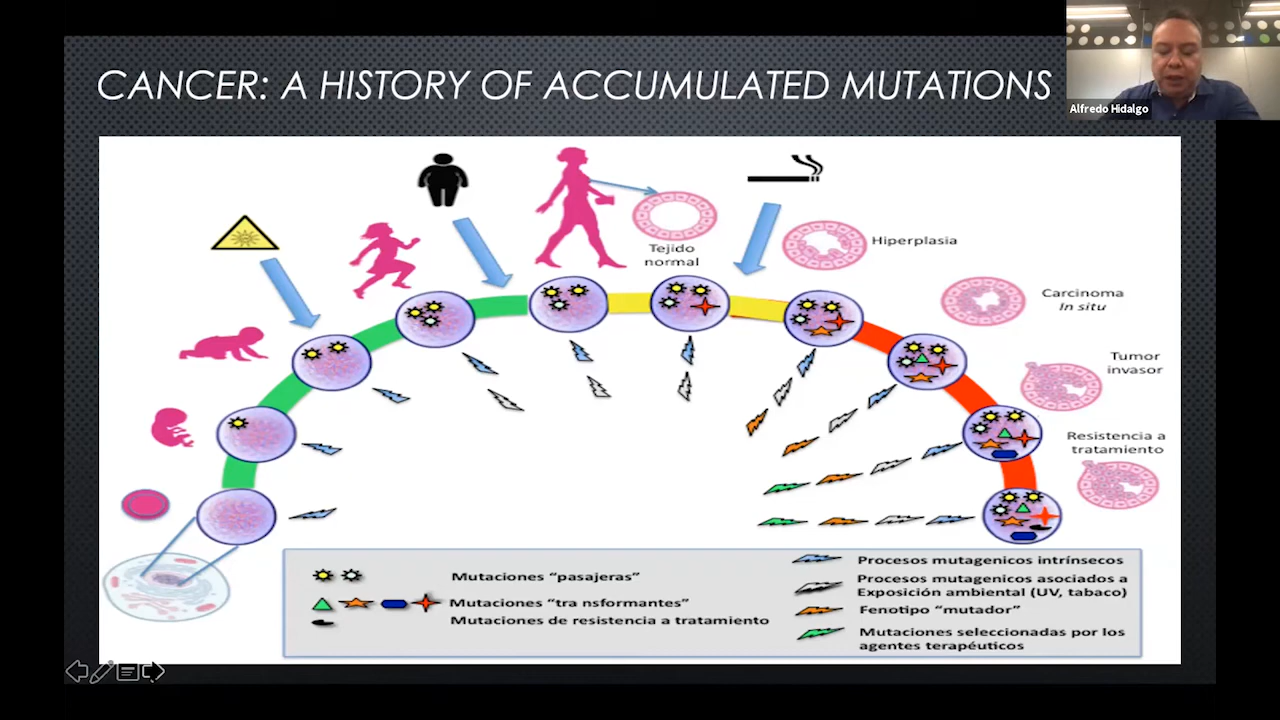 CANCER: A HISTORY OF ACCUMULATED MUTATIONS
Alfredo Hidalgo
Tejido
normal
Hiperplasia
Carcinoma
In situ
Tumor
invasor
Resistencia a
tratamiento
Mutaciones “pasajeras”
Mutaciones “tra nsformantes”
Mutaciones de resistencia a tratamiento
Procesos mutagenicos intrínsecos
Procesos mutagenicos asociados a
Exposición ambiental (UV, tabaco)
Fenotipo “mutador”
Mutaciones seleccionadas por los
agentes terapéuticos